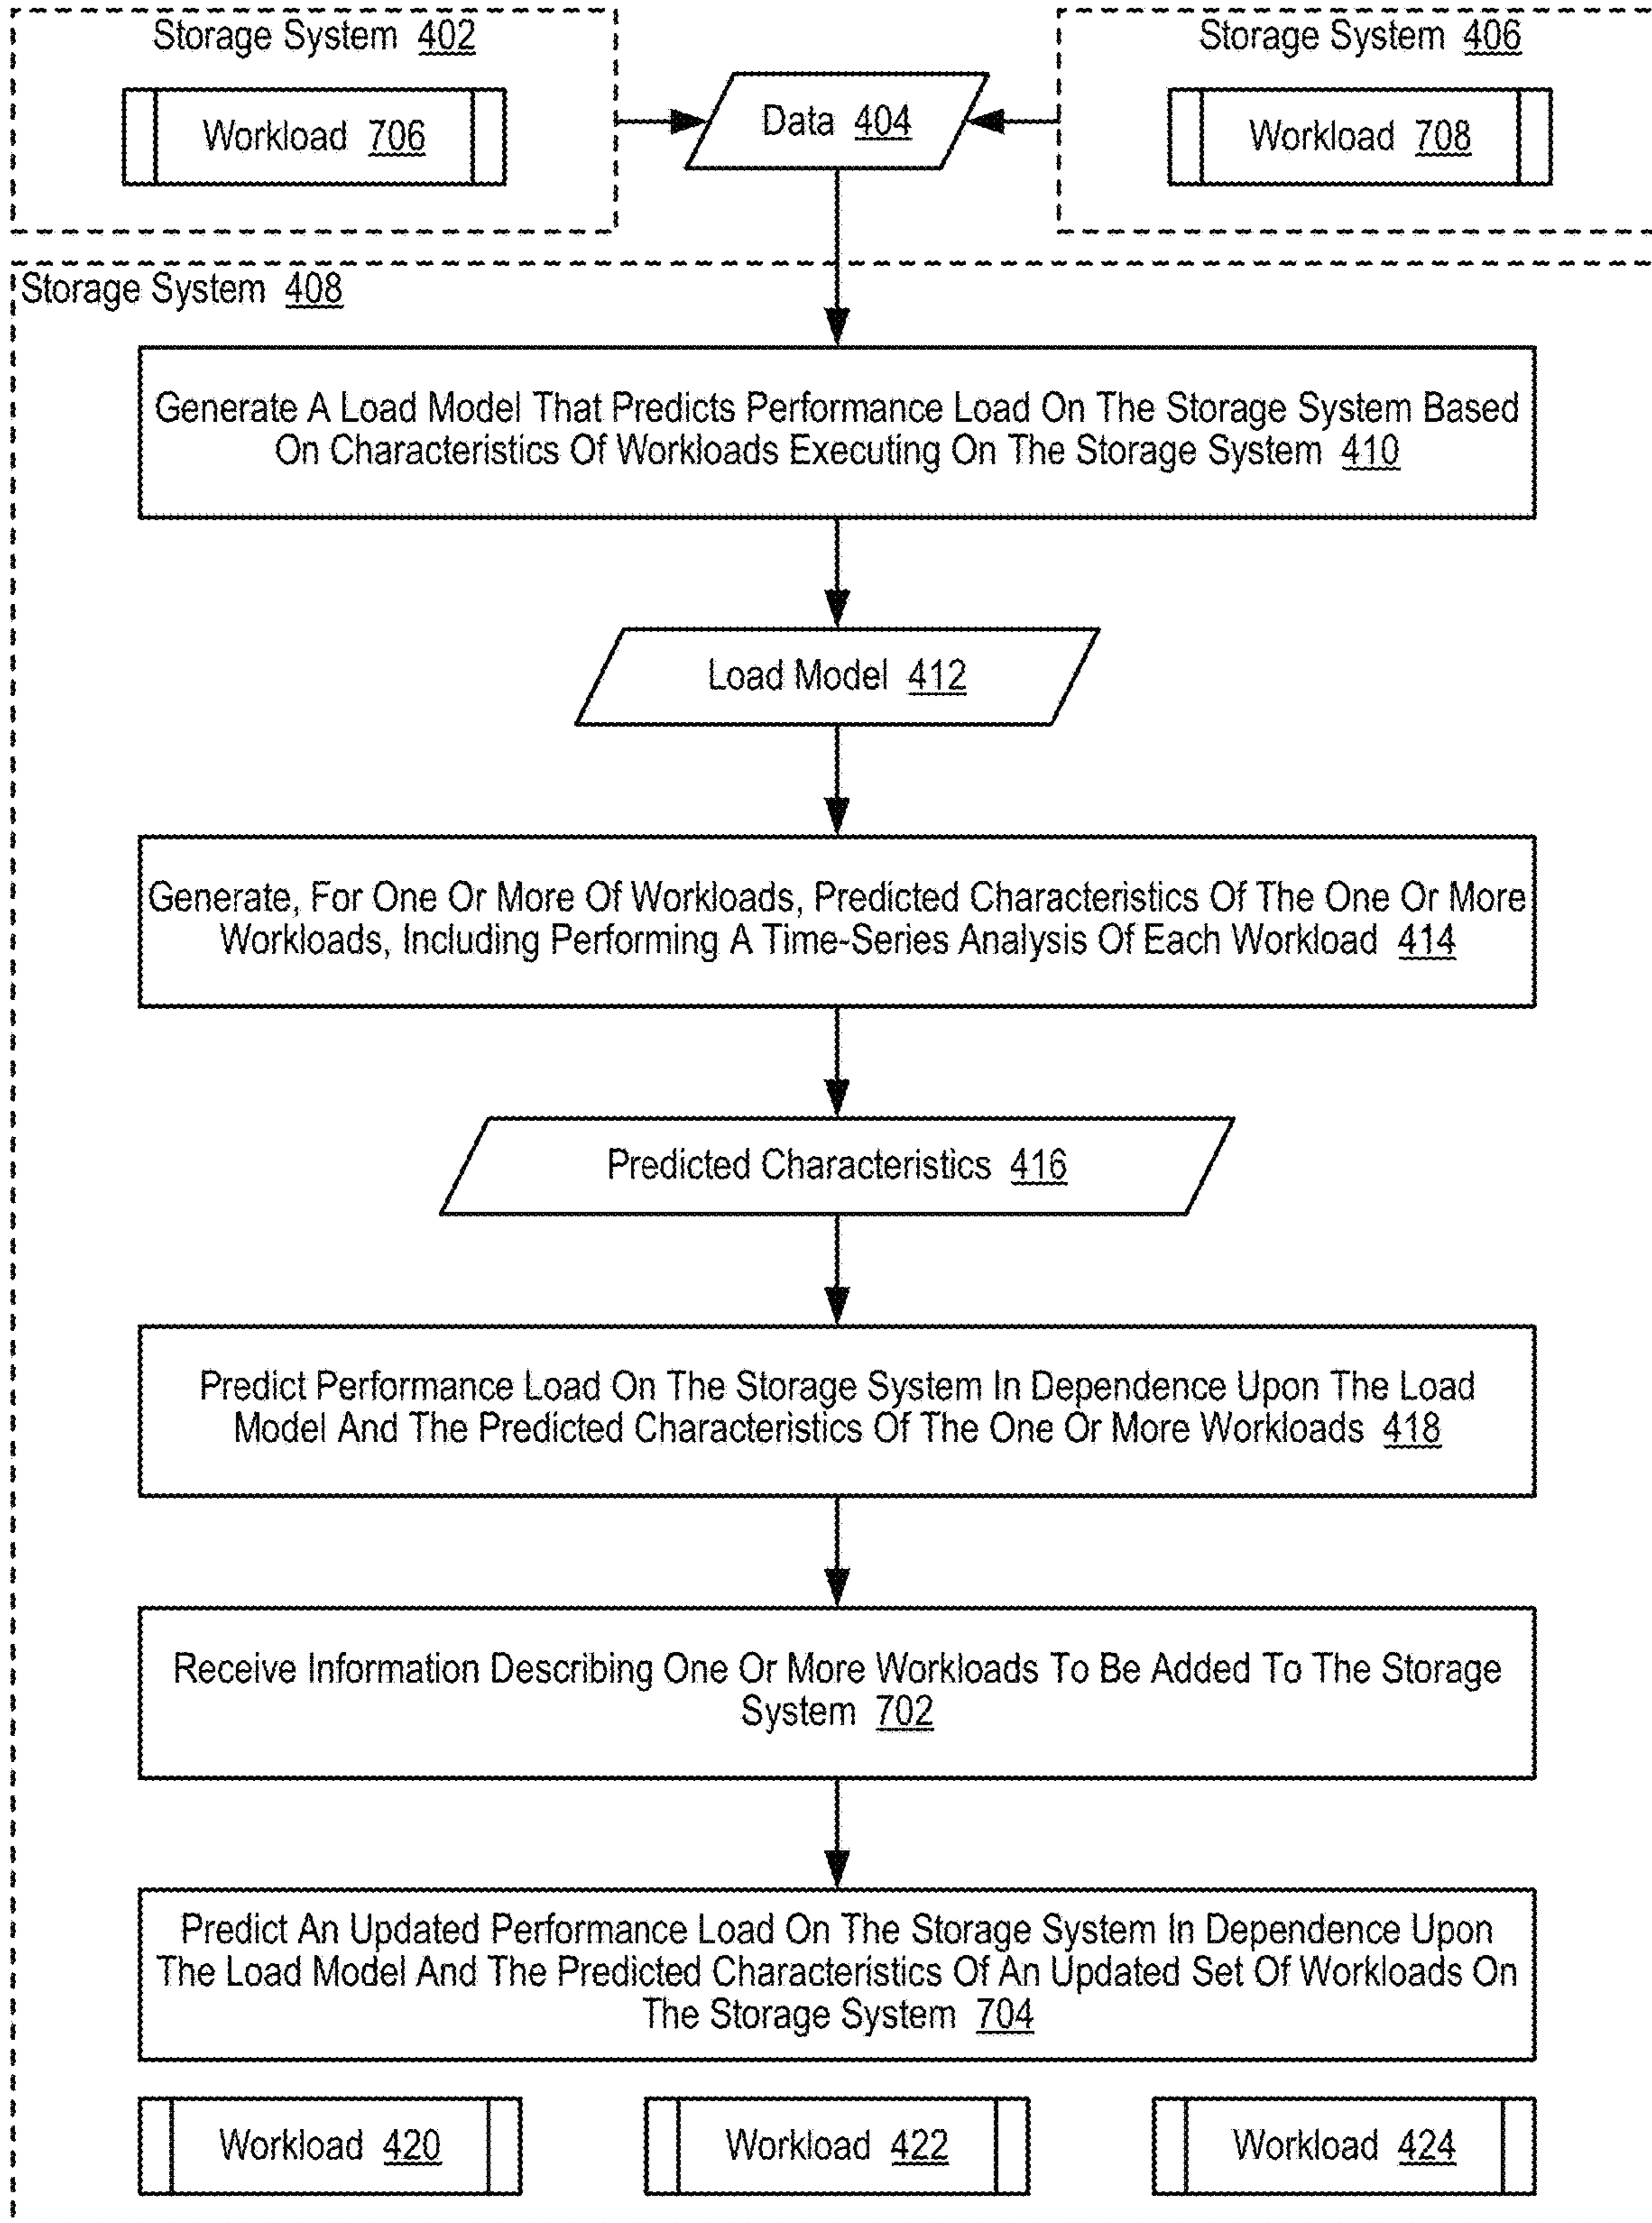 Storage System 402
Storage System 406
Workload 706
Data 404
Workload 708
Storage System 408
Generate A Load Model That Predicts Performance Load On The Storage System Based
On Characteristics Of Workloads Executing On The Storage System 410
Load Model 412
Generate, For One Or More Of Workloads, Predicted Characteristics Of The One Or More
Workloads, Including Performing A Time-Series Analysis Of Each Workload 414
Predicted Characteristics 416
Predict Performance Load On The Storage System In Dependence Upon The Load
Model And The Predicted Characteristics Of The One Or More Workloads 418
Receive Information Describing One Or More Workloads To Be Added To The Storage
System 702
Predict An Updated Performance Load On The Storage System In Dependence Upon
The Load Model And The Predicted Characteristics Of An Updated Set Of Workloads On
The Storage System 704
Workload 420
Workload 422
Workload 424